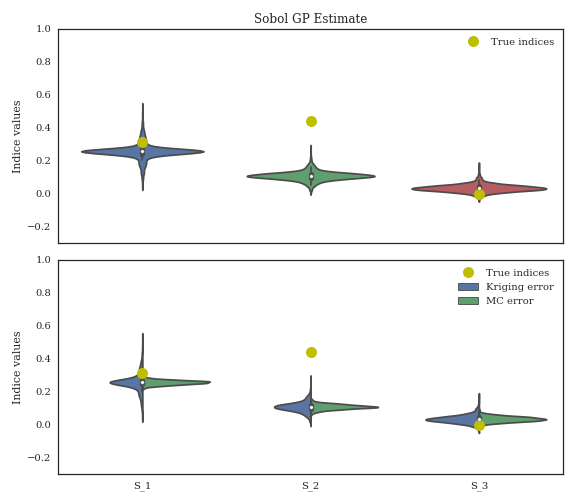 Sobol GP Estimate
1.0
True indices
0.8
0.6
Indice values
0.4
0.2
0.0
−0.2
1.0
True indices
Kriging error
0.8
MC error
0.6
Indice values
0.4
0.2
0.0
−0.2
S_1 S_2 S_3